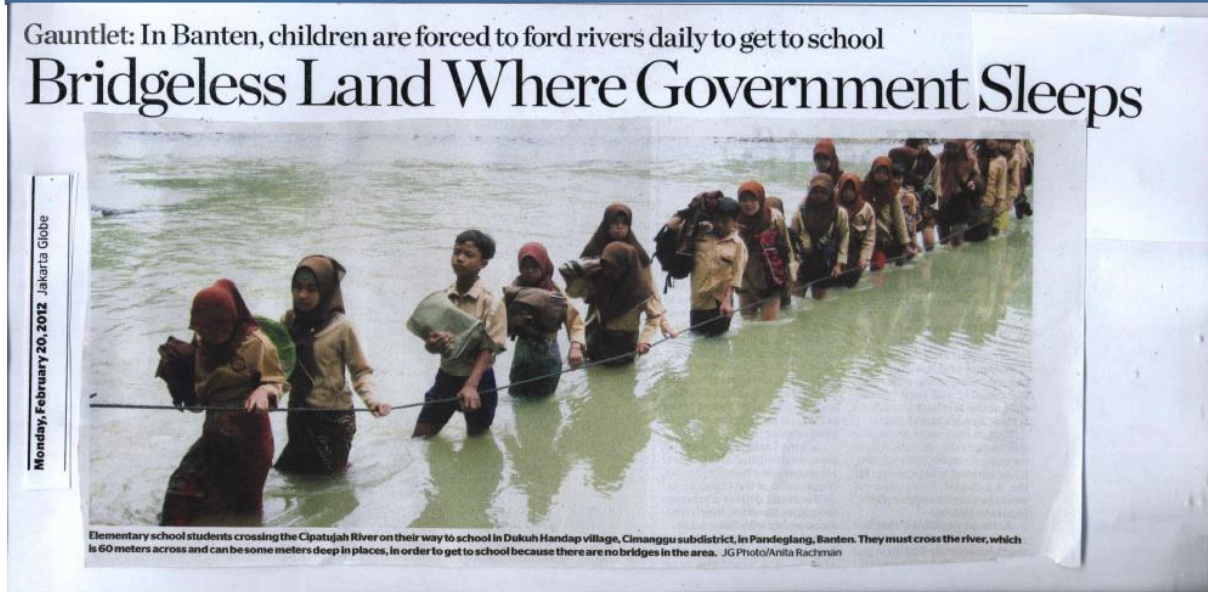 Gauntlet: In Banten, children are forced to ford rivers daily to get to school
Bridgeless Land Where Government Sleeps
Monday, February 20, 2012 Jakarta Globe
Elementary school students crossing the Cipatujah River on their way to school in Dukuh Handap village, Cimanggu subdistrict, in Pandeglang, Banten. They must cross the river, which
is 60 meters across and can be some meters deep in places, in order to get to school because there are no bridges in the area. JG Photo/Anita Rachman